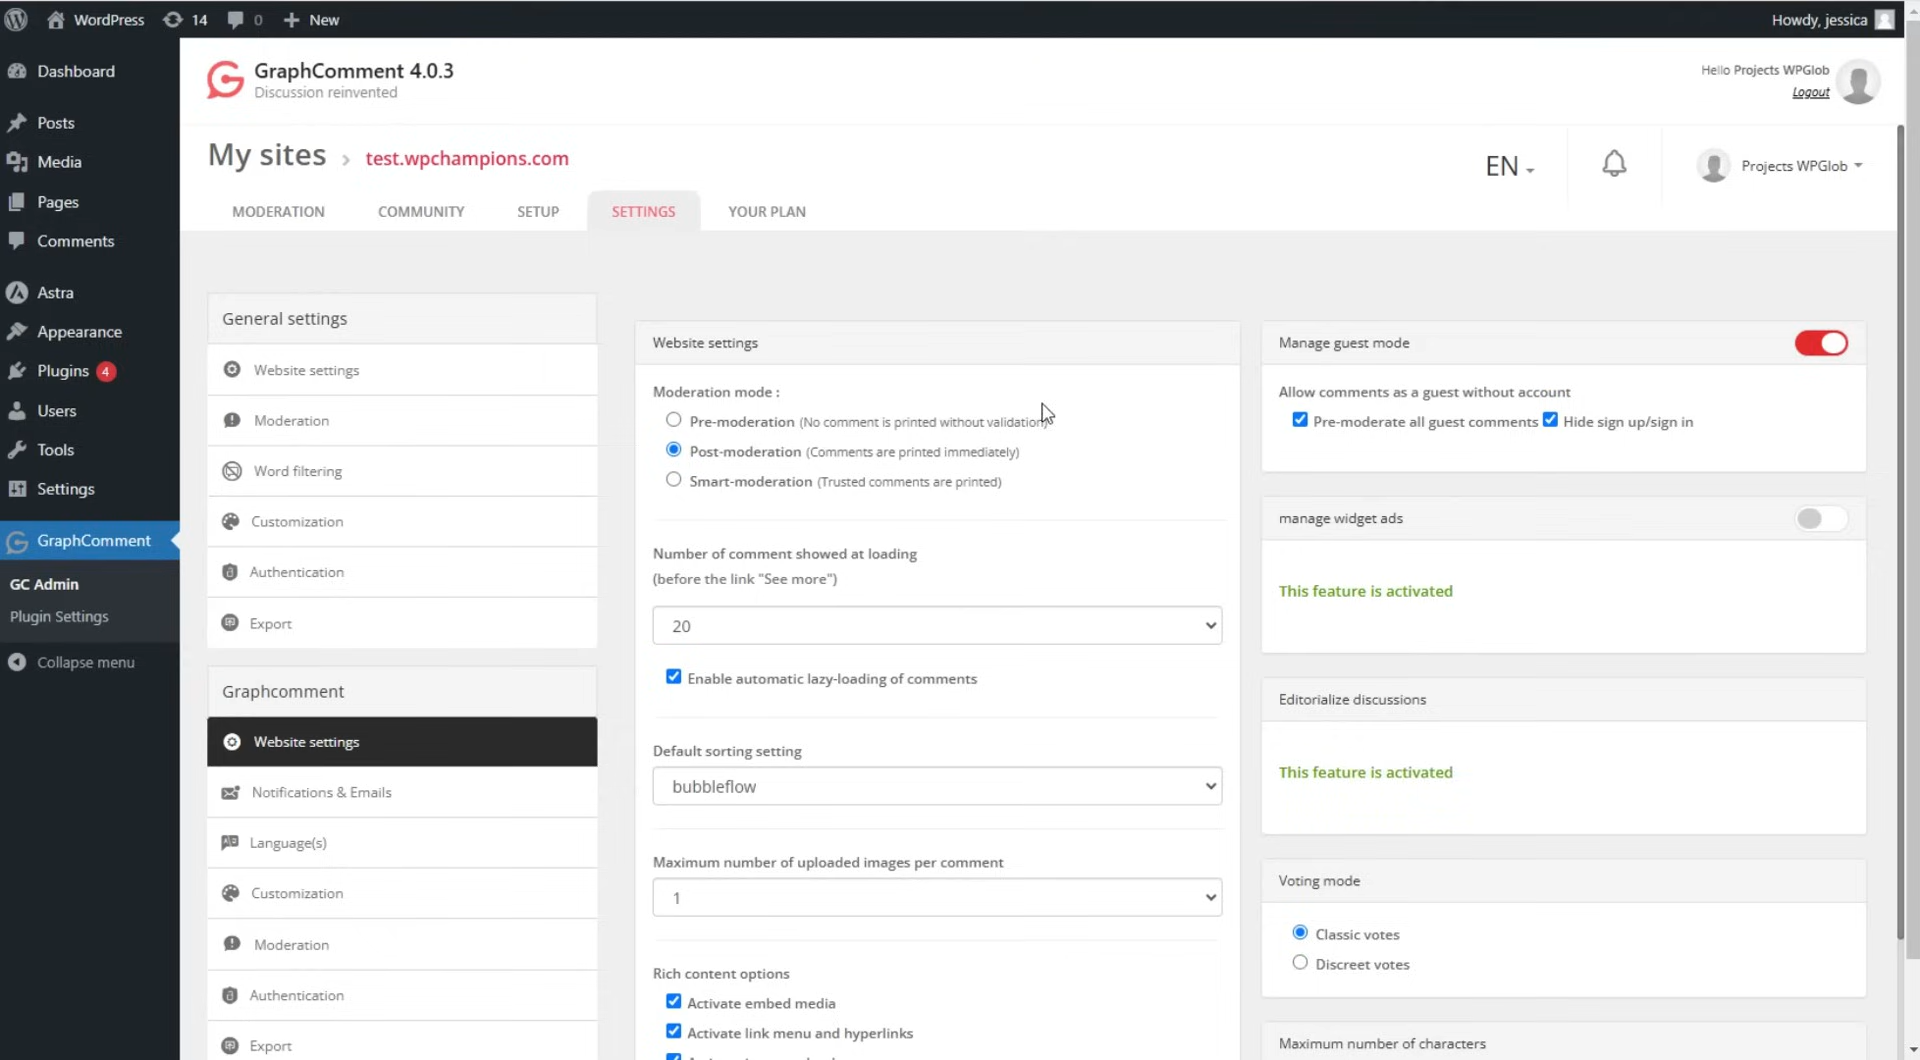 WordPress 14 0 New Howdy, jessica
Dashboard
Posts
Media
Pages
Comments
Astra
Appearance
Plugins 4
Users
Tools
Settings
GraphComment
GC Admin
Plugin Settings
Collapse menu
GraphComment 4.0.3
Discussion reinvented
Hello Projects WPGlob
Logout
My sites › test.wpchampions.com
EN
Projects WPGlob
MODERATION COMMUNITY SETUP SETTINGS YOUR PLAN
General settings
Website settings
Moderation
Word filtering
Customization
Authentication
Export
Graphcomment
Website settings
Notifications & Emails
Language(s)
Customization
Moderation
Authentication
Export
Website settings
Moderation mode :
Pre-moderation (No comment is printed without validation)
Post-moderation (Comments are printed immediately)
Smart-moderation (Trusted comments are printed)
Number of comment showed at loading
(before the link "See more")
20
Enable automatic lazy-loading of comments
Default sorting setting
bubbleflow
Maximum number of uploaded images per comment
1
Rich content options
Activate embed media
Activate link menu and hyperlinks
Manage guest mode
Allow comments as a guest without account
Pre-moderate all guest comments Hide sign up/sign in
manage widget ads
This feature is activated
Editorialize discussions
This feature is activated
Voting mode
Classic votes
Discreet votes
Maximum number of characters